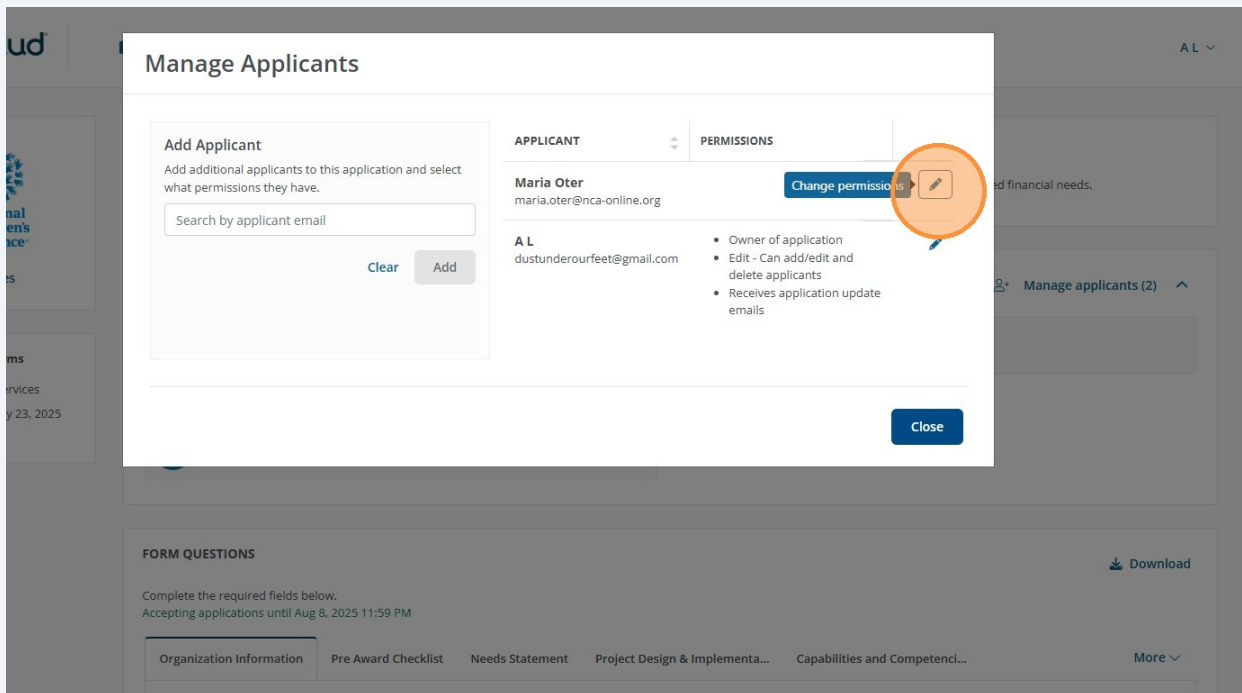 A L
Manage Applicants
Add Applicant
Add additional applicants to this application and select
what permissions they have.
Search by applicant email
Clear
Add
APPLICANT
PERMISSIONS
Maria Oter
maria.oter@nca-online.org
Change permissions
A L
dustunderourfeet@gmail.com
• Owner of application
• Edit - Can add/edit and
delete applicants
• Receives application update
emails
Close
financial needs.
Manage applicants (2)
23, 2025
FORM QUESTIONS
Download
Complete the required fields below.
Accepting applications until Aug 8, 2025 11:59 PM
Organization Information
Pre Award Checklist
Needs Statement
Project Design & Implementa...
Capabilities and Competenci...
More